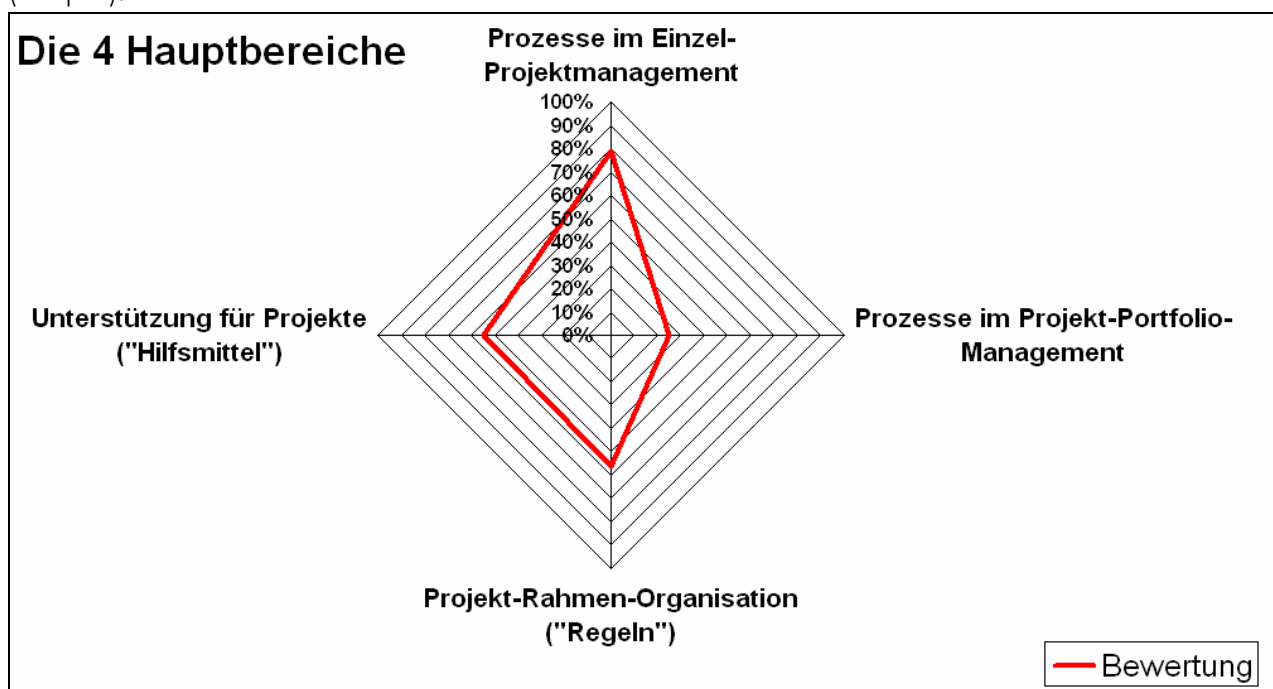 Die 4 Hauptbereiche
Prozesse im Einzel-
Projektmanagement
100%
90%
80%
70%
60%
50%
40%
30%
20%
10%
0%
Unterstützung für Projekte
("Hilfsmittel")
Prozesse im Projekt-Portfolio-
Management
Projekt-Rahmen-Organisation
("Regeln")
Bewertung